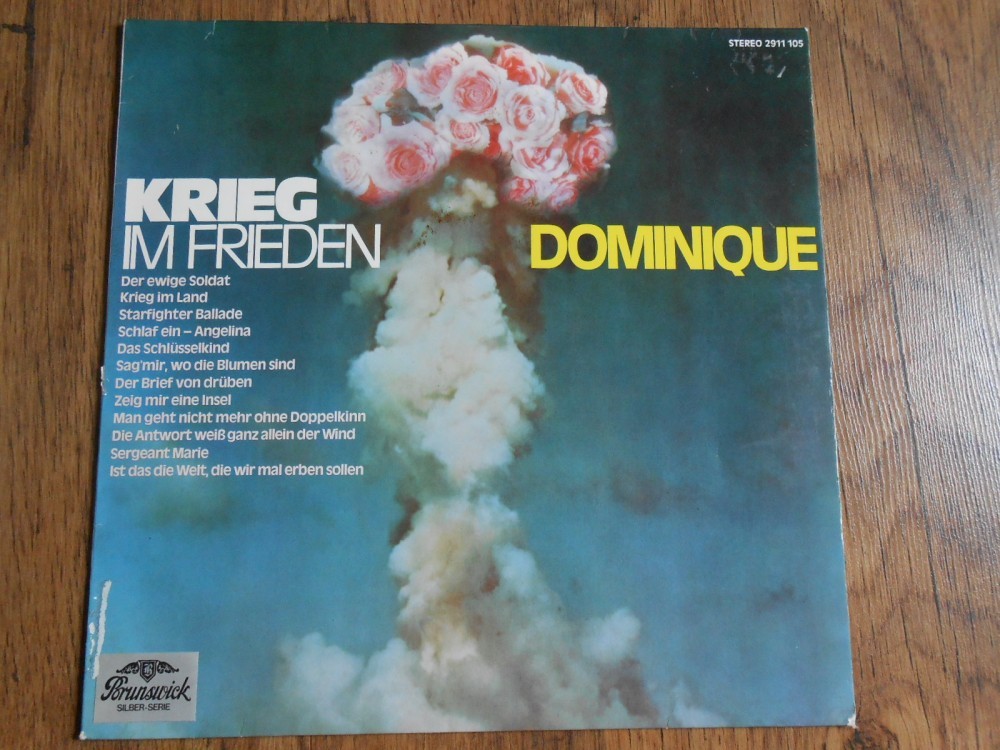 STEREO 2911 105
KRIEG
IM FRIEDEN
DOMINIQUE
Der ewige Soldat
Krieg im Land
Starfighter Ballade
Schlaf ein – Angelina
Das Schlüsselkind
Sag'mir, wo die Blumen sind
Der Brief von drüben
Zeig mir eine Insel
Man geht nicht mehr ohne Doppelkinn
Die Antwort weiß ganz allein der Wind
Sergeant Marie
Ist das die Welt, die wir mal erben sollen
Brunswick
SILBER-SERIE